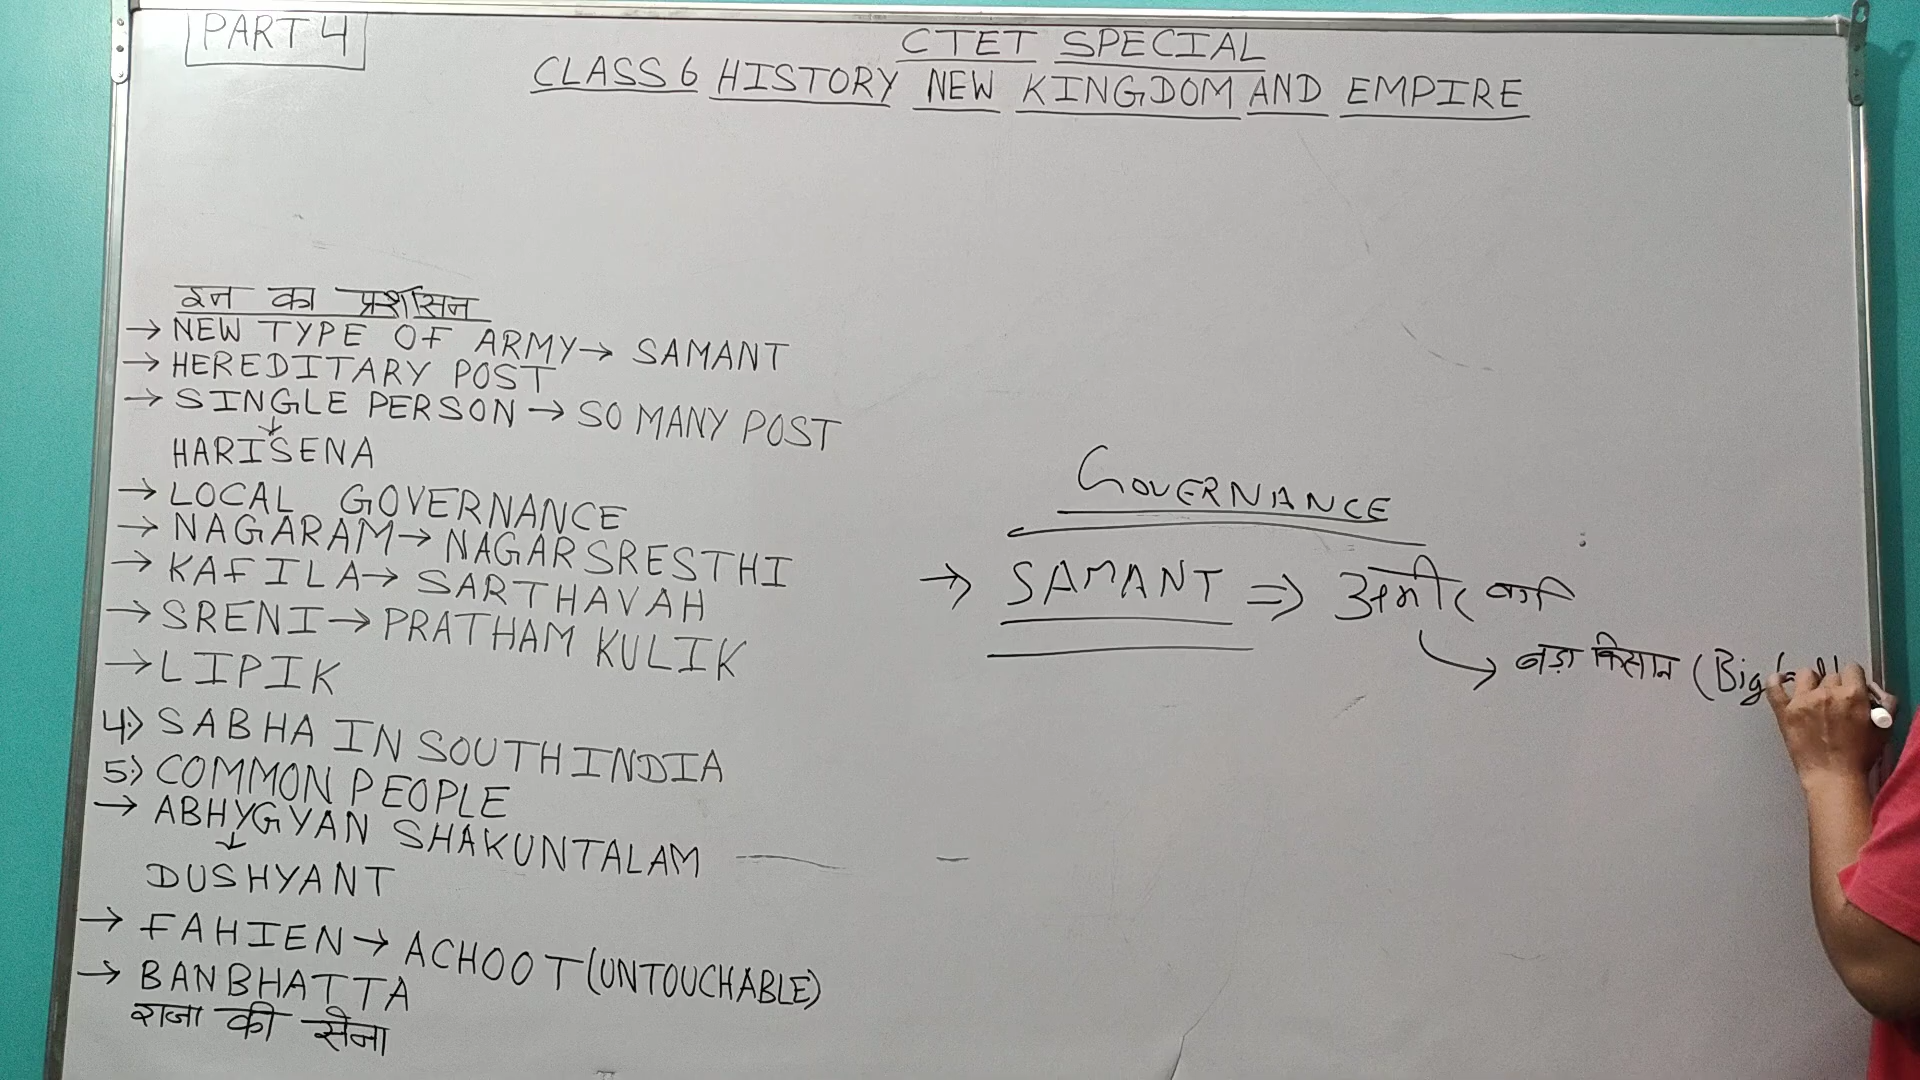 PART 4
CTET SPECIAL
CLASS 6 HISTORY NEW KINGDOM AND EMPIRE
इन का प्रशासन
→ NEW TYPE OF ARMY → SAMANT
→ HEREDITARY POST
→ SINGLE PERSON → SO MANY POST
↓
HARISENA
→ LOCAL GOVERNANCE
→ NAGARAM → NAGARSRESTHI
→ KAFILA → SARTHAVAH
→ SRENI → PRATHAM KULIK
→ LIPIK
4) SABHA IN SOUTH INDIA
5) COMMON PEOPLE
→ ABHYGYAN SHAKUNTALAM
↓
DUSHYANT
→ FAHIEN → ACHOOT (UNTOUCHABLE)
→ BANBHATTA
राजा की सेना
GOVERNANCE
→ SAMANT ⇒ अमीर
→ बड़ा किसान (Big